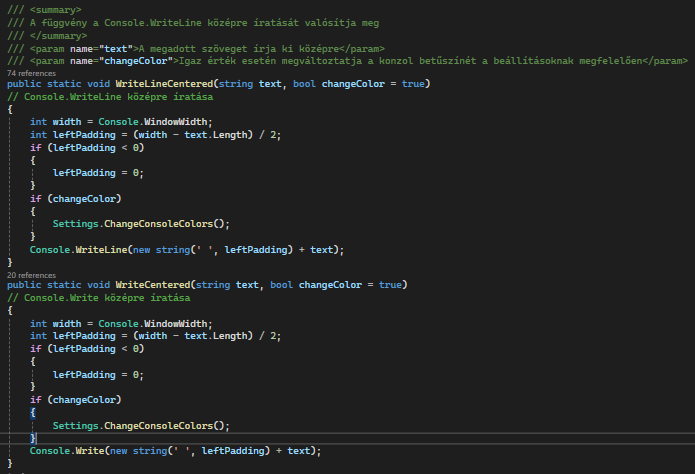 /// <summary>
/// A függvény a Console.WriteLine középre íratását valósítja meg
/// </summary>
/// <param name="text">A megadott szöveget írja ki középre</param>
/// <param name="changeColor">Igaz érték esetén megváltoztatja a konzol betűszínét a beállításoknak megfelelően</param>
74 references
public static void WriteLineCentered(string text, bool changeColor = true)
// Console.WriteLine középre íratása
{
int width = Console.WindowWidth;
int leftPadding = (width - text.Length) / 2;
if (leftPadding < 0)
{
leftPadding = 0;
}
if (changeColor)
{
Settings.ChangeConsoleColors();
}
Console.WriteLine(new string(' ', leftPadding) + text);
}
20 references
public static void WriteCentered(string text, bool changeColor = true)
// Console.Write középre íratása
{
int width = Console.WindowWidth;
int leftPadding = (width - text.Length) / 2;
if (leftPadding < 0)
{
leftPadding = 0;
}
if (changeColor)
{
Settings.ChangeConsoleColors();
}
Console.Write(new string(' ', leftPadding) + text);
}